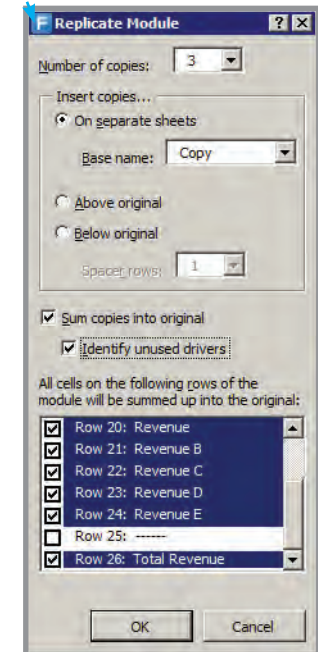 F Replicate Module ? X
Number of copies: 3
Insert copies...
On separate sheets
Base name: Copy
Above original
Below original
Spacer rows: 1
Sum copies into original
Identify unused drivers
All cells on the following rows of the
module will be summed up into the original:
Row 20: Revenue
Row 21: Revenue B
Row 22: Revenue C
Row 23: Revenue D
Row 24: Revenue E
Row 25: ------
Row 26: Total Revenue
OK Cancel